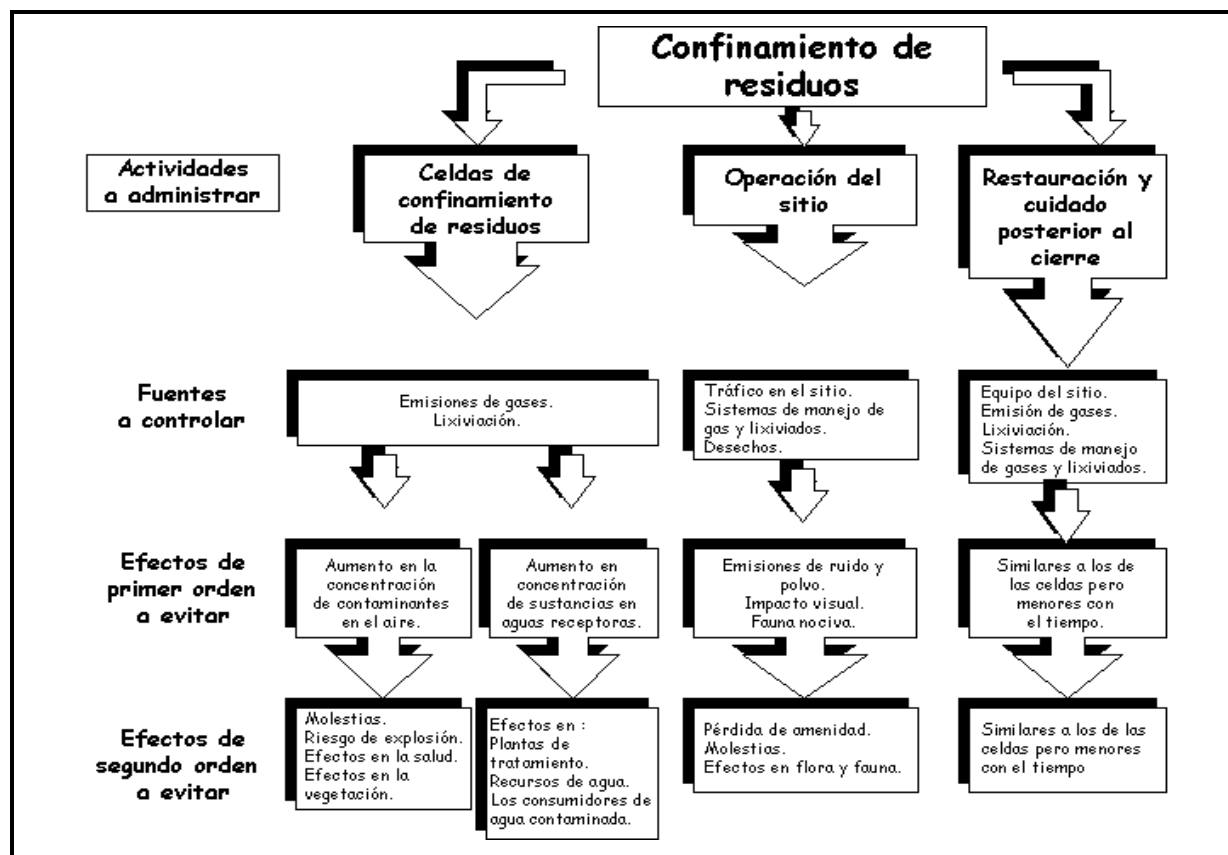 Confinamiento de
residuos
Actividades
a administrar
Celdas de
confinamiento
de residuos
Operación del
sitio
Restauración y
cuidado
posterior al
cierre
Fuentes
a controlar
Emisiones de gases.
Lixiviación.
Tráfico en el sitio.
Sistemas de manejo de
gas y lixiviados.
Desechos.
Equipo del sitio.
Emisión de gases.
Lixiviación.
Sistemas de manejo
de gases y lixiviados.
Efectos de
primer orden
a evitar
Aumento en la
concentración
de contaminantes
en el aire.
Aumento en
concentración
de sustancias en
aguas receptoras.
Emisiones de ruido y
polvo.
Impacto visual.
Fauna nociva.
Similares a los de
las celdas pero
menores con
el tiempo.
Efectos de
segundo orden
a evitar
Molestias.
Riesgo de explosión.
Efectos en la salud.
Efectos en la
vegetación.
Efectos en :
Plantas de
tratamiento.
Recursos de agua.
Los consumidores de
agua contaminada.
Pérdida de amenidad.
Molestias.
Efectos en flora y fauna.
Similares a los de las
celdas pero menores
con el tiempo